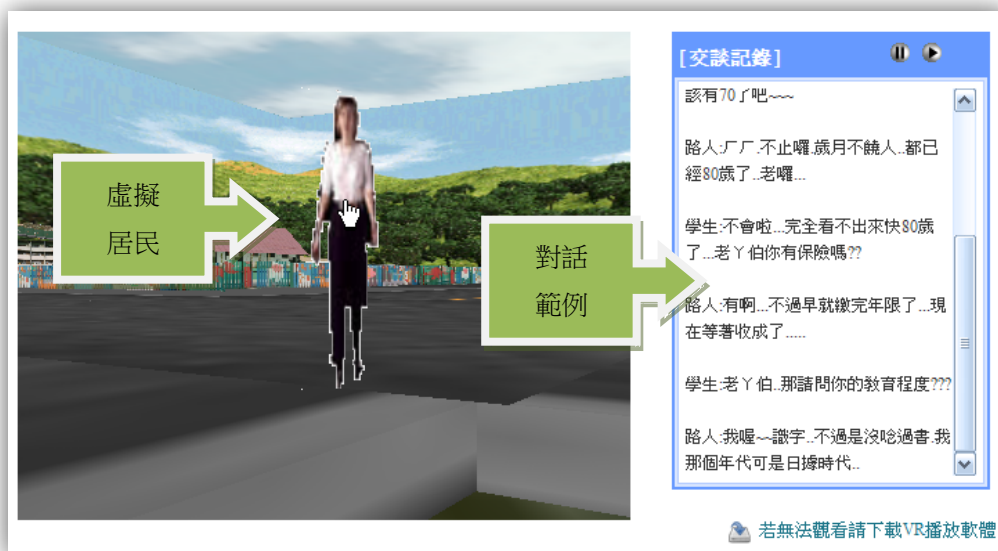 虛擬
居民
對話
範例
[交談記錄]
該有70了吧~~~
路人:ㄏㄏ.不止囉.歲月不饒人..都已
經80歲了..老囉...
學生:不會啦...完全看不出來快80歲
了...老ㄚ伯你有保險嗎??
路人:有啊...不過早就繳完年限了...現
在等著收成了.....
學生:老ㄚ伯..那請問你的教育程度???
路人:我喔~~識字..不過是沒唸過書.我
那個年代可是日據時代..
若無法觀看請下載VR播放軟體